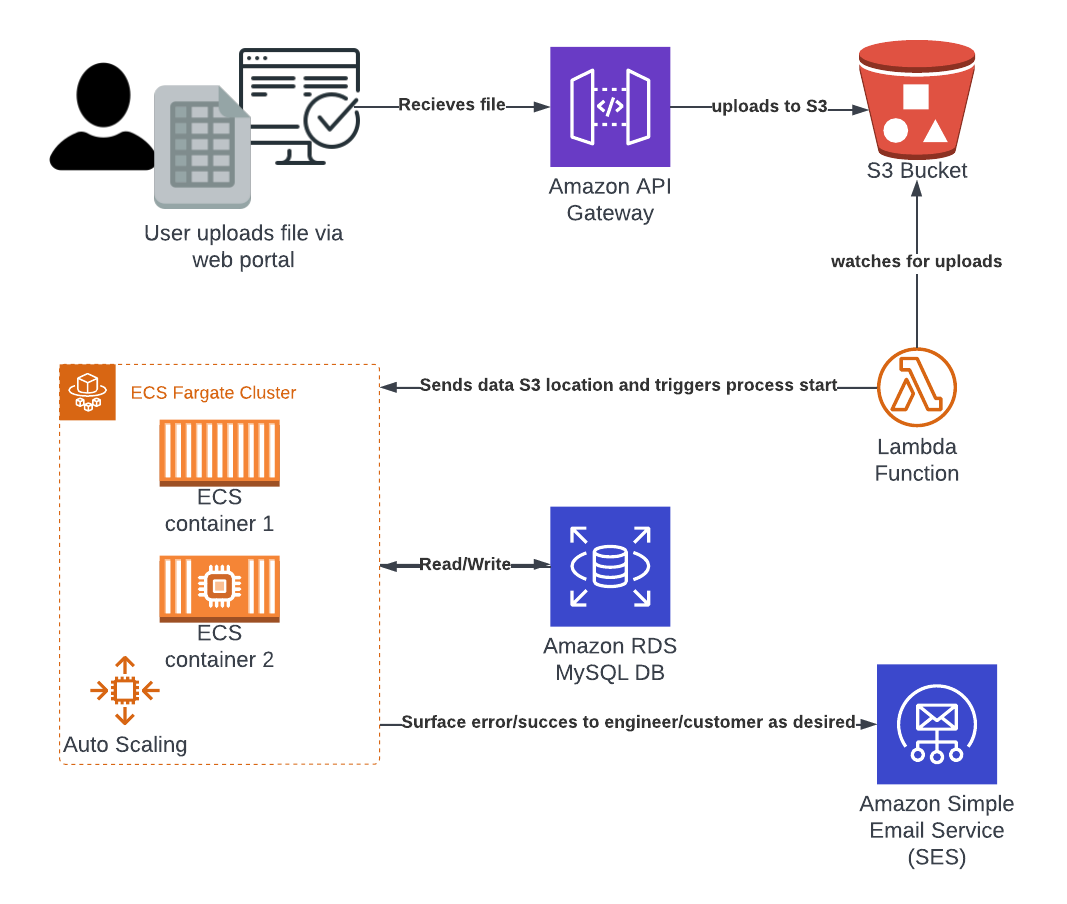 Recieves file
uploads to S3
Amazon API
Gateway
S3 Bucket
User uploads file via
web portal
watches for uploads
ECS Fargate Cluster
Sends data S3 location and triggers process start
Lambda
Function
ECS
container 1
Read/Write
ECS
container 2
Amazon RDS
MySQL DB
Auto Scaling
Surface error/succes to engineer/customer as desired
Amazon Simple
Email Service
(SES)